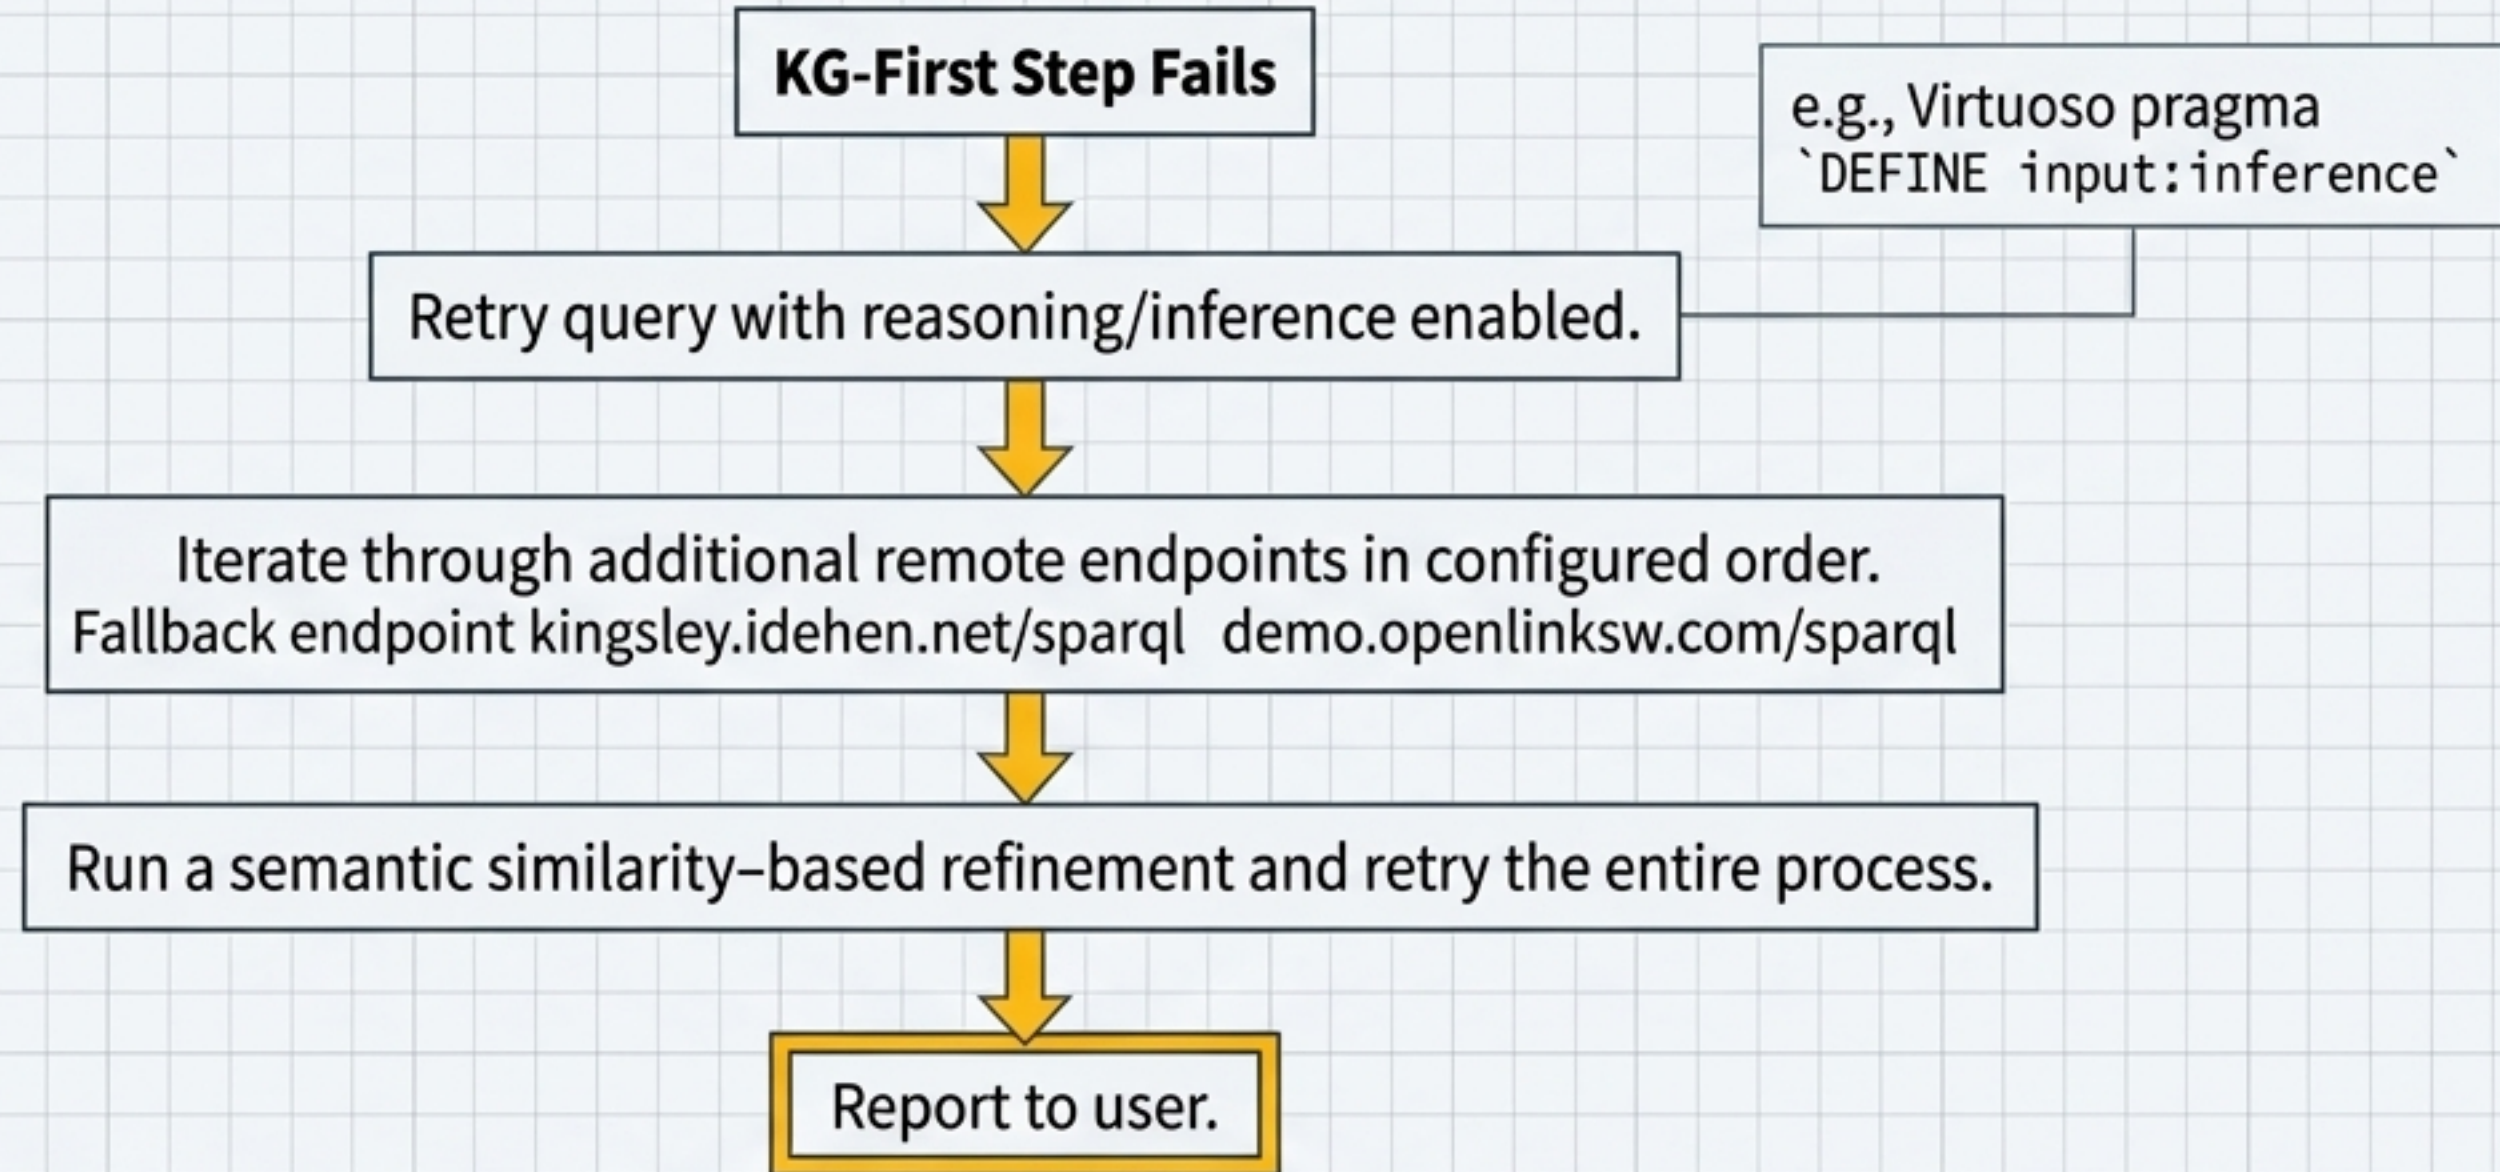 KG-First Step Fails
e.g., Virtuoso pragma
`DEFINE input:inference`
Retry query with reasoning/inference enabled.
Iterate through additional remote endpoints in configured order.
Fallback endpoint kingsley.idehen.net/sparql demo.openlinksw.com/sparql
Run a semantic similarity–based refinement and retry the entire process.
Report to user.